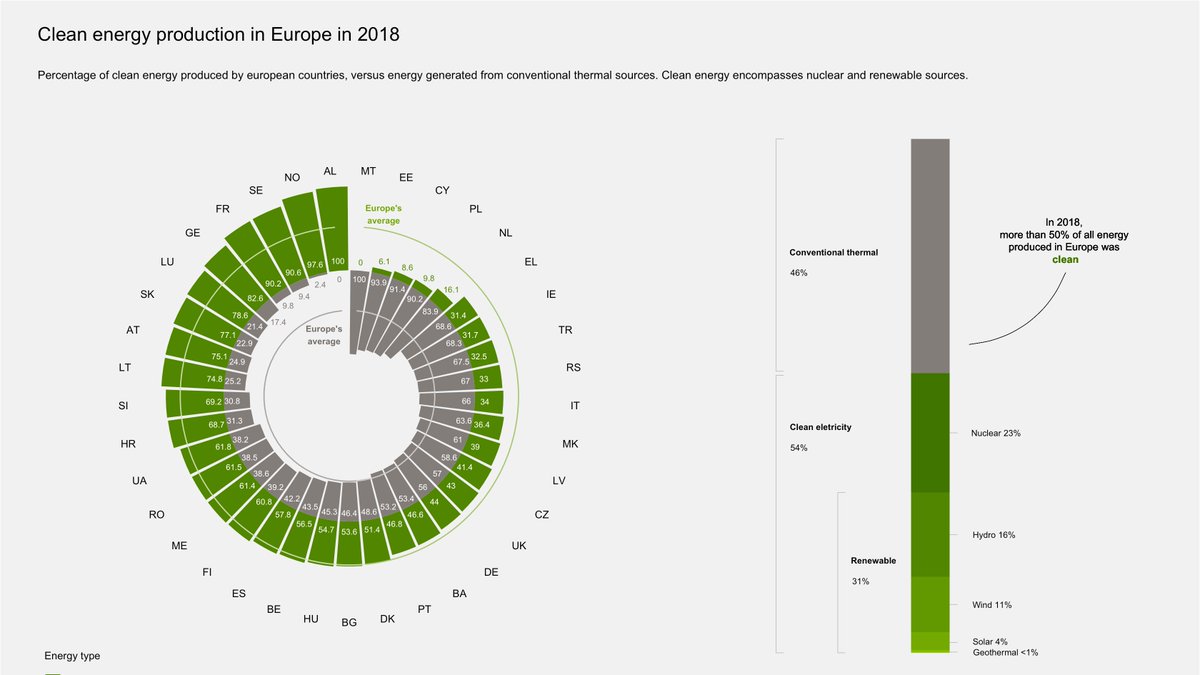 Clean energy production in Europe in 2018
Percentage of clean energy produced by european countries, versus energy generated from conventional thermal sources. Clean energy encompasses nuclear and renewable sources.
AL
MT
EE
CY
PL
NL
EL
IE
TR
RS
IT
MK
LV
CZ
UK
DE
BA
PT
DK
BG
HU
BE
ES
FI
ME
RO
UA
HR
SI
LT
AT
SK
LU
GE
FR
SE
NO
Europe's
average
Europe's
average
0
6.1
8.6
9.8
16.1
31.4
31.7
32.5
33
34
36.4
39
41.4
43
44
46.6
46.8
51.4
53.6
54.7
56.5
57.8
60.8
61.4
61.5
61.8
68.7
69.2
74.8
75.1
77.1
78.6
82.6
90.2
90.6
97.6
100
100
93.9
91.4
90.2
83.9
68.6
68.3
67.5
67
66
63.6
61
58.6
57
56
53.4
53.2
48.6
46.4
45.3
43.5
42.2
39.2
38.6
38.5
38.2
31.3
30.8
25.2
24.9
22.9
21.4
17.4
9.8
9.4
2.4
0
Conventional thermal
46%
Clean eletricity
54%
Renewable
31%
In 2018,
more than 50% of all energy
produced in Europe was
clean
Nuclear 23%
Hydro 16%
Wind 11%
Solar 4%
Geothermal <1%
Energy type